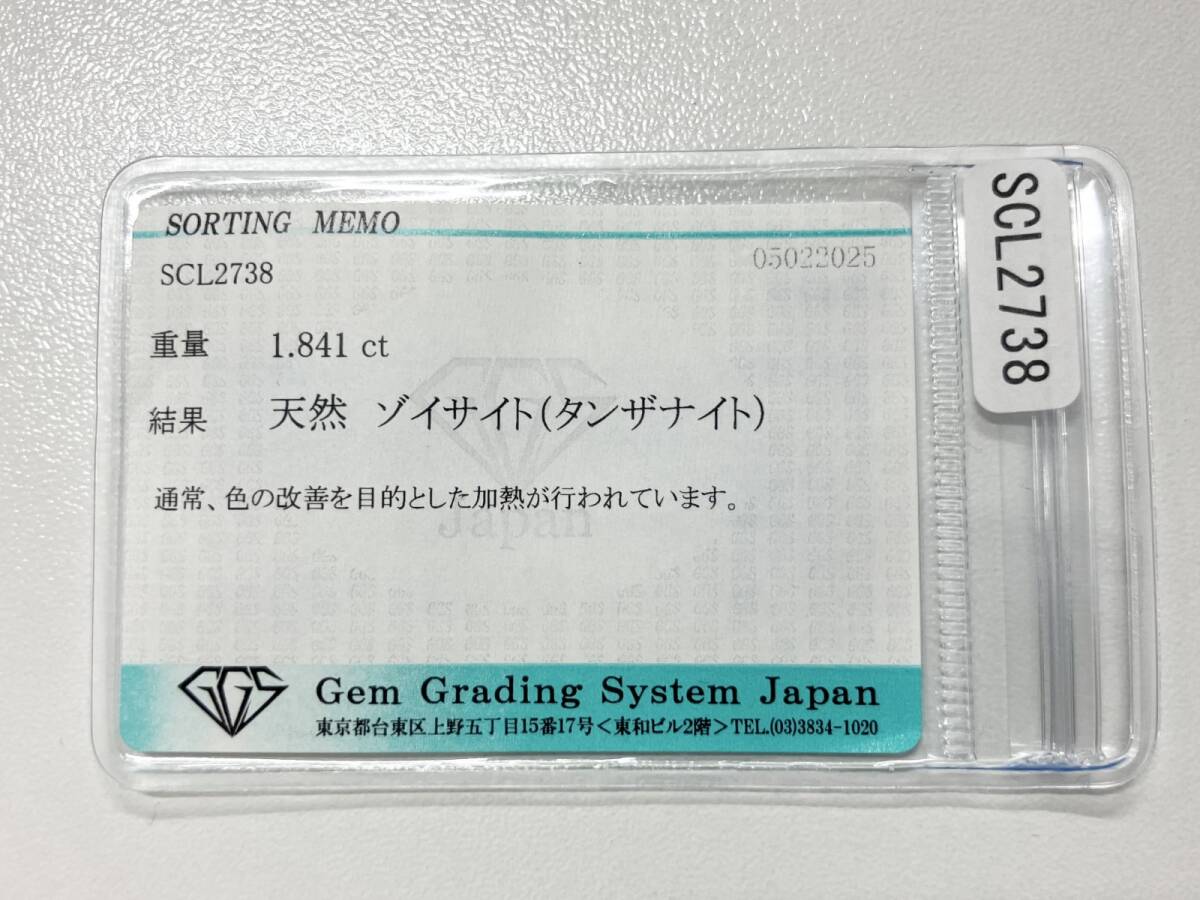 SORTING MEMO
05022025
SCL2738
重量 1.841 ct
結果 天然 ゾイサイト(タンザナイト)
通常、色の改善を目的とした加熱が行われています。
Japan
GGS
Gem Grading System Japan
東京都台東区上野五丁目15番17号<東和ビル2階>TEL.(03)3834-1020
SCL2738